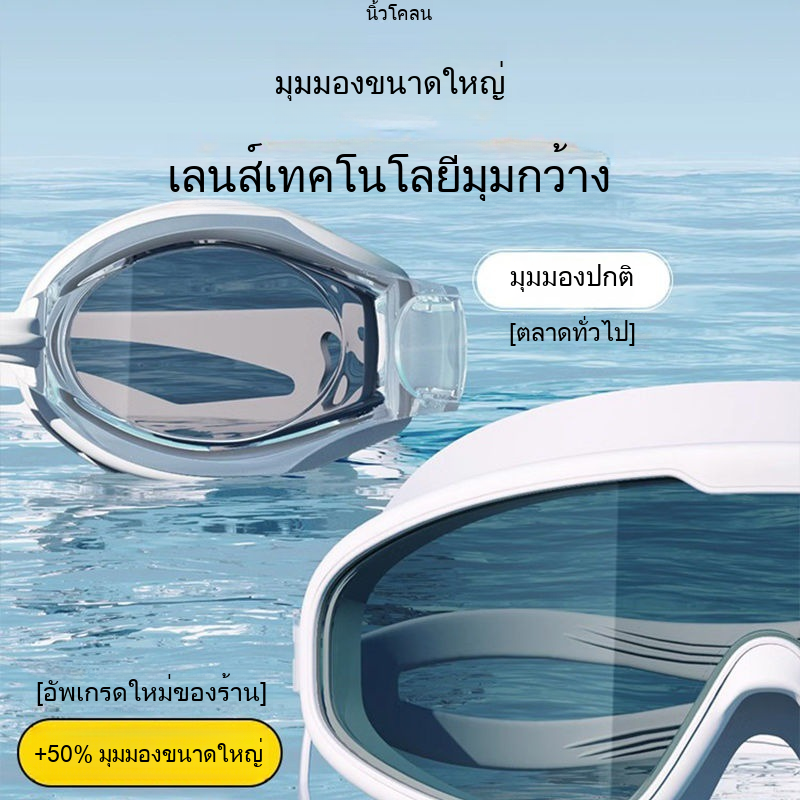 นิ้วโคลน
มุมมองขนาดใหญ่
เลนส์เทคโนโลยีมุมกว้าง
มุมมองปกติ
[ตลาดทั่วไป]
[อัพเกรดใหม่ของร้าน]
+50% มุมมองขนาดใหญ่